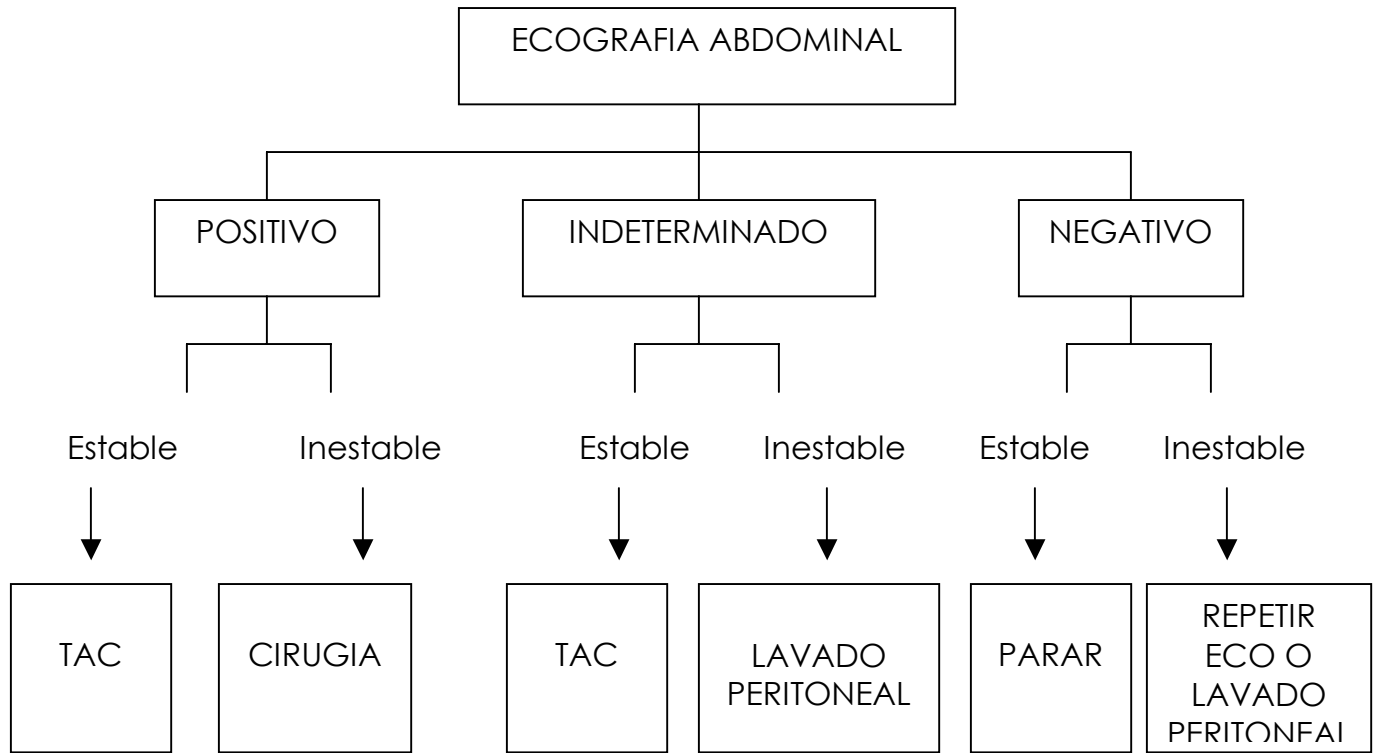 ECOGRAFIA ABDOMINAL
POSITIVO
INDETERMINADO
NEGATIVO
Estable
Inestable
Estable
Inestable
Estable
Inestable
TAC
CIRUGIA
TAC
LAVADO
PERITONEAL
PARAR
REPETIR
ECO O
LAVADO
PERITONEAL